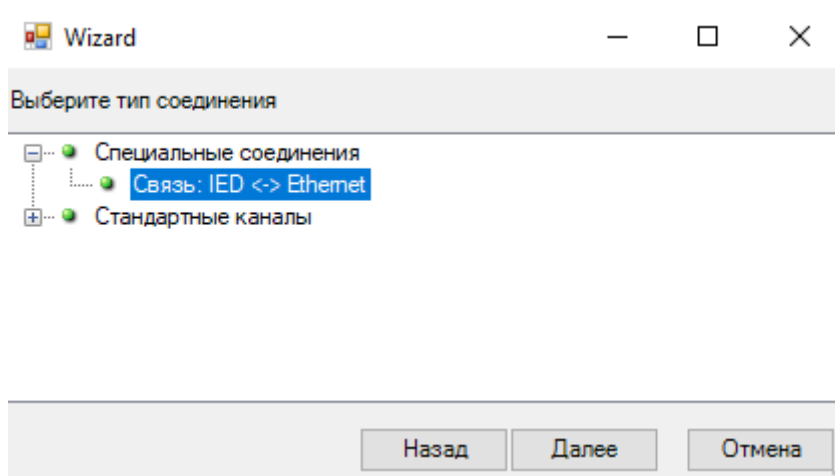 Wizard
Выберите тип соединения
Специальные соединения
Связь: IED <-> Ethernet
Стандартные каналы
Назад Далее Отмена